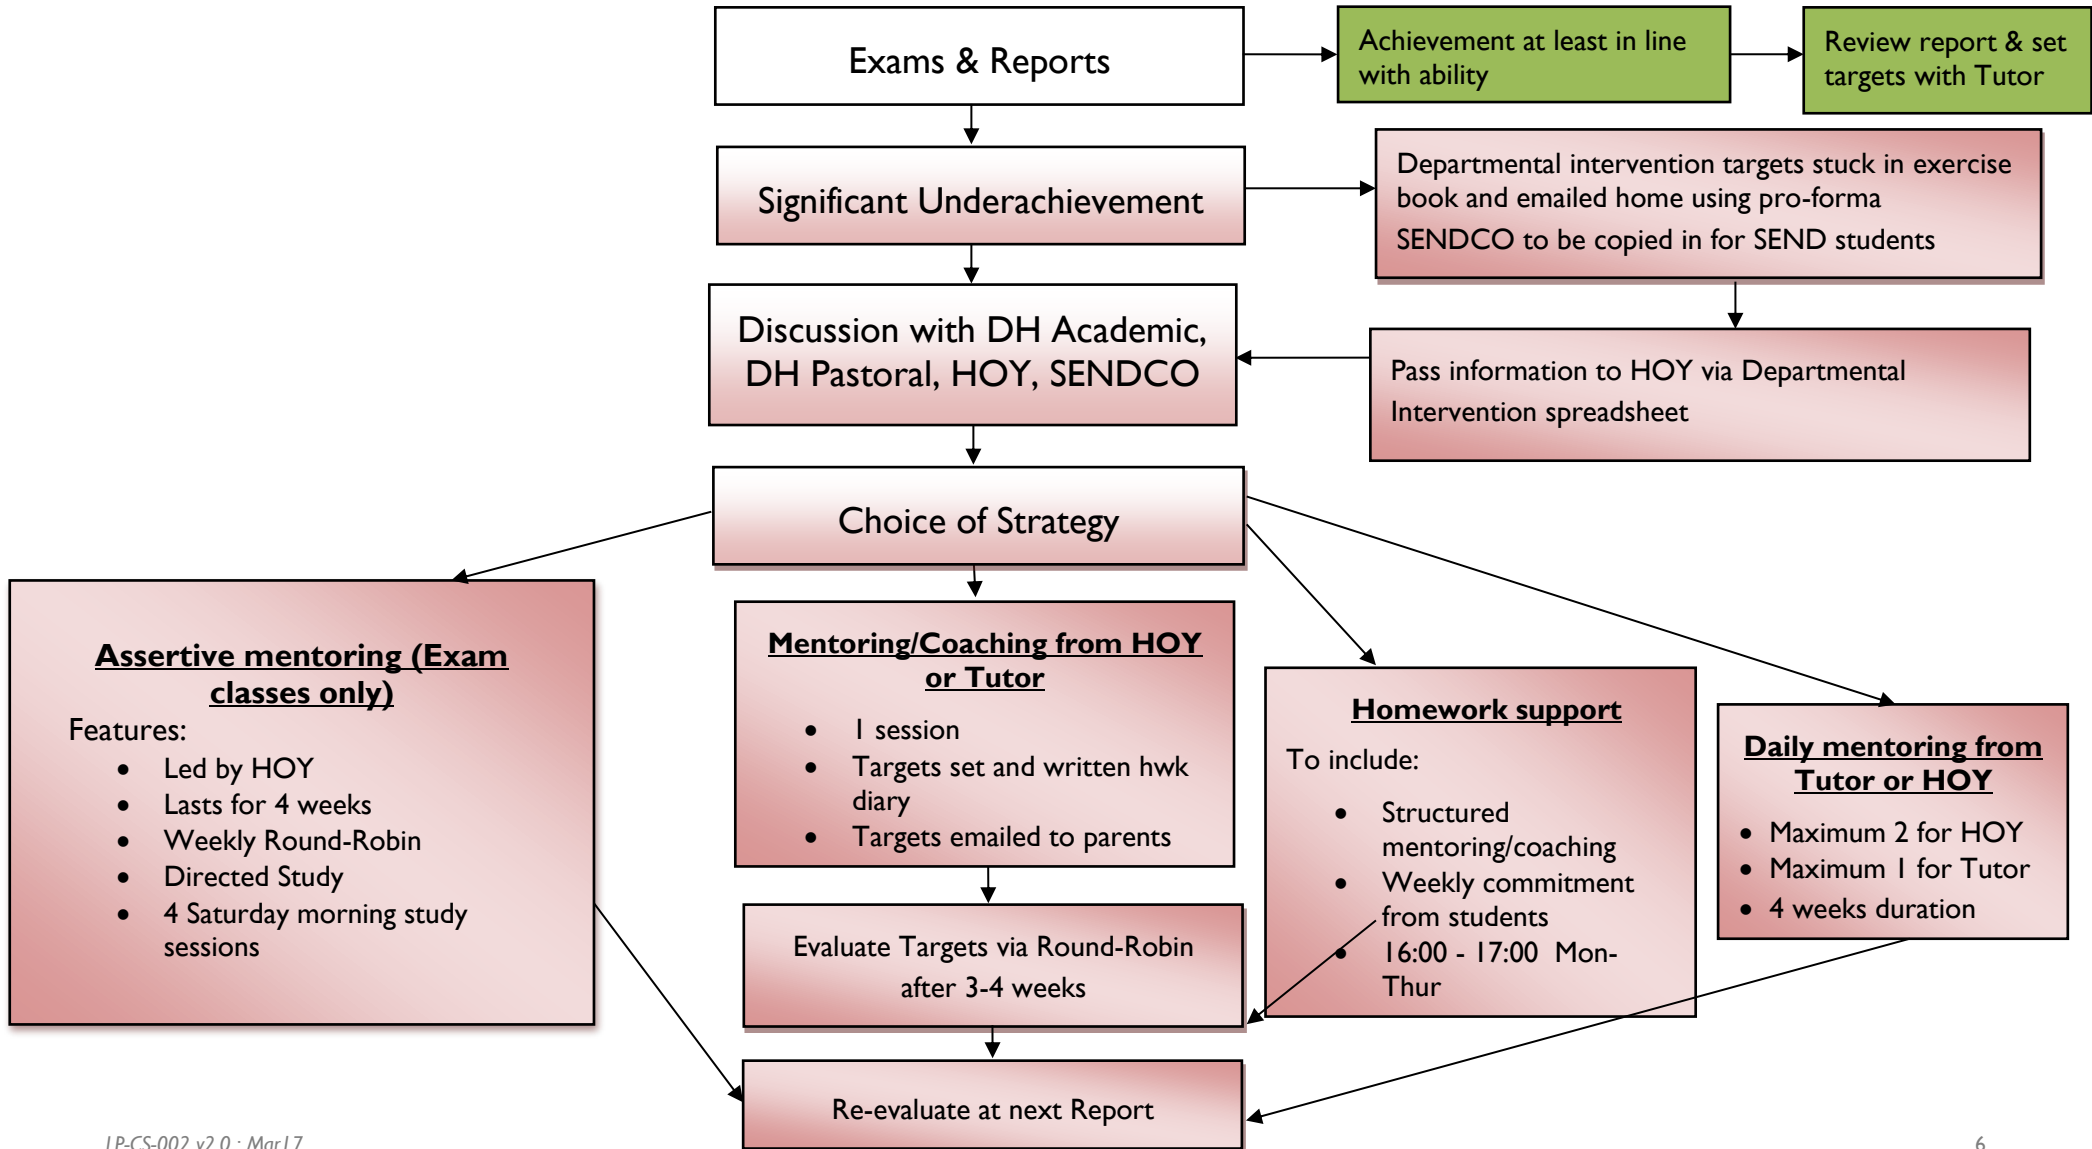 Exams & Reports
Achievement at least in line
with ability
Review report & set
targets with Tutor
Significant Underachievement
Departmental intervention targets stuck in exercise
book and emailed home using pro-forma
SENDCO to be copied in for SEND students
Discussion with DH Academic,
DH Pastoral, HOY, SENDCO
Pass information to HOY via Departmental
Intervention spreadsheet
Choice of Strategy
Assertive mentoring (Exam
classes only)
Features:
• Led by HOY
• Lasts for 4 weeks
• Weekly Round-Robin
• Directed Study
• 4 Saturday morning study
sessions
Mentoring/Coaching from HOY
or Tutor
• 1 session
• Targets set and written hwk
diary
• Targets emailed to parents
Evaluate Targets via Round-Robin
after 3-4 weeks
Homework support
To include:
• Structured
mentoring/coaching
• Weekly commitment
from students
• 16:00 - 17:00 Mon-
Thur
Daily mentoring from
Tutor or HOY
• Maximum 2 for HOY
• Maximum 1 for Tutor
• 4 weeks duration
Re-evaluate at next Report
LP-CS-002 v2.0 : Mar17
6